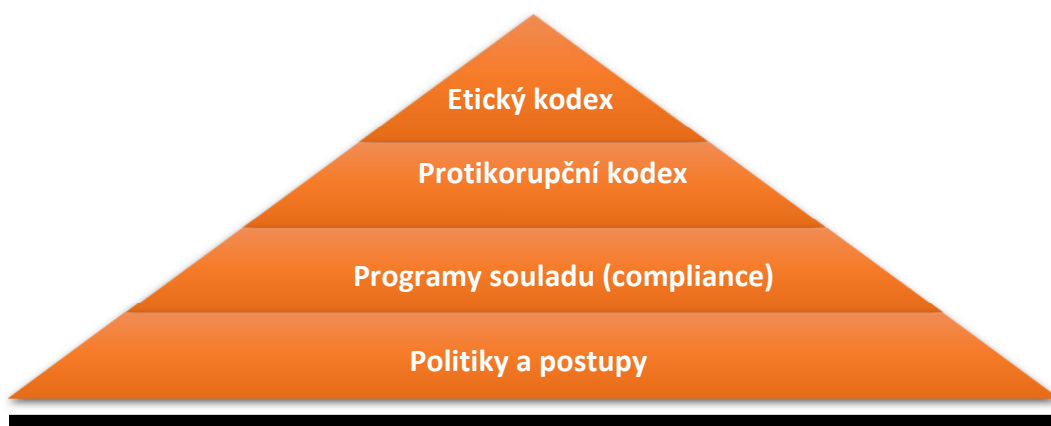 Etický kodex
Protikorupční kodex
Programy souladu (compliance)
Politiky a postupy